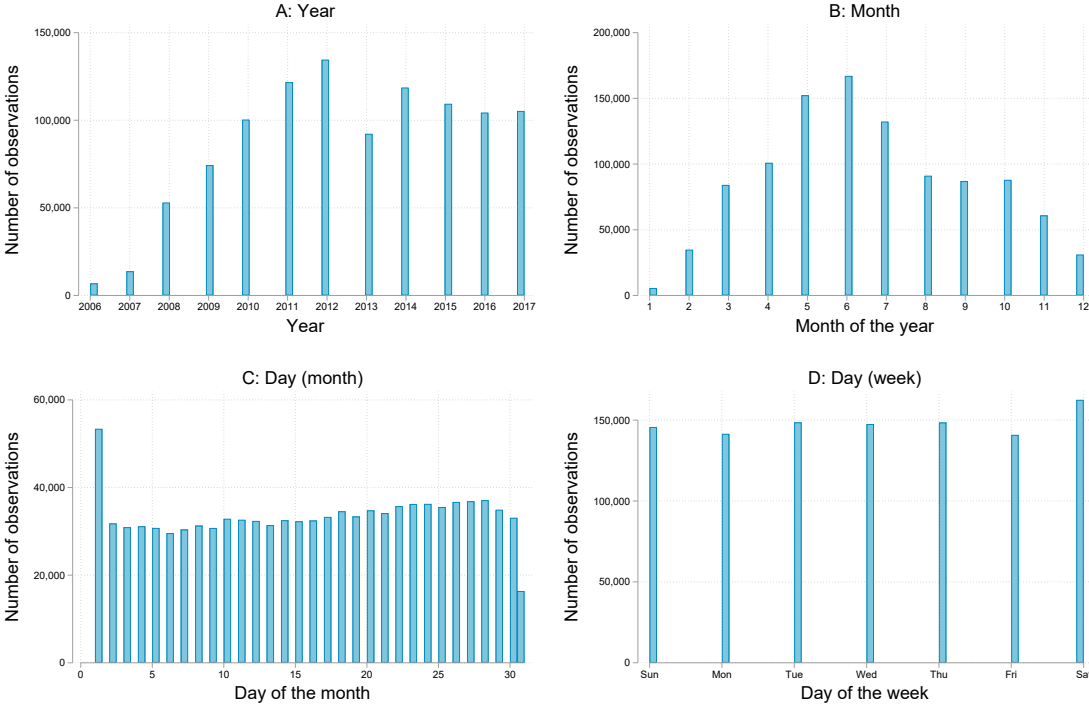 A: Year
150,000
100,000
50,000
0
Number of observations
2006 2007 2008 2009 2010 2011 2012 2013 2014 2015 2016 2017
Year
B: Month
200,000
150,000
100,000
50,000
0
Number of observations
1 2 3 4 5 6 7 8 9 10 11 12
Month of the year
C: Day (month)
60,000
40,000
20,000
0
Number of observations
0 5 10 15 20 25 30
Day of the month
D: Day (week)
150,000
100,000
50,000
0
Number of observations
Sun Mon Tue Wed Thu Fri Sa
Day of the week